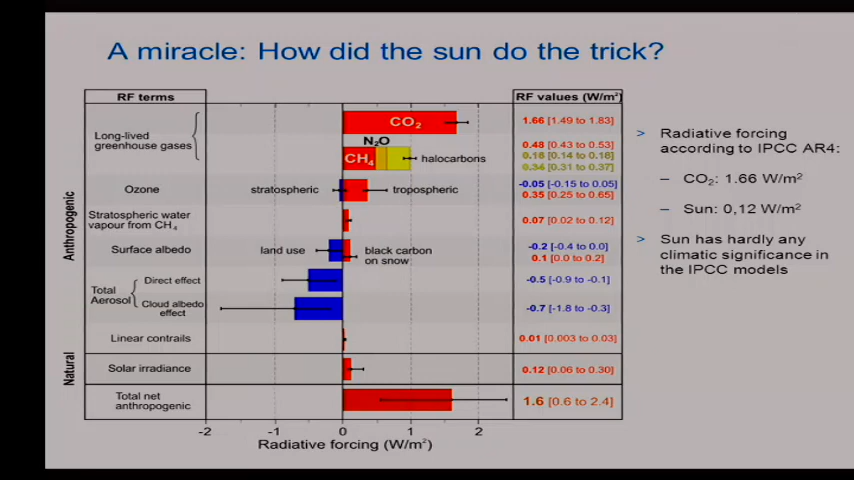 A miracle: How did the sun do the trick?
RF terms
RF values (W/m²)
Long-lived
greenhouse gases
CO₂
1.66 [1.49 to 1.83]
N₂O
CH₄
halocarbons
0.48 [0.43 to 0.53]
0.16 [0.14 to 0.18]
0.34 [0.31 to 0.37]
Ozone
stratospheric
tropospheric
-0.05 [-0.15 to 0.05]
0.35 [0.25 to 0.65]
Stratospheric water
vapour from CH₄
0.07 [0.02 to 0.12]
Surface albedo
land use
black carbon
on snow
-0.2 [-0.4 to 0.0]
0.1 [0.0 to 0.2]
Total
Aerosol
Direct effect
-0.5 [-0.9 to -0.1]
Cloud albedo
effect
-0.7 [-1.8 to -0.3]
Linear contrails
0.01 [0.003 to 0.03]
Solar irradiance
0.12 [0.06 to 0.30]
Total net
anthropogenic
1.6 [0.6 to 2.4]
Anthropogenic
Natural
-2 -1 0 1 2
Radiative forcing (W/m²)
> Radiative forcing
according to IPCC AR4:
– CO₂: 1.66 W/m²
– Sun: 0,12 W/m²
> Sun has hardly any
climatic significance in
the IPCC models